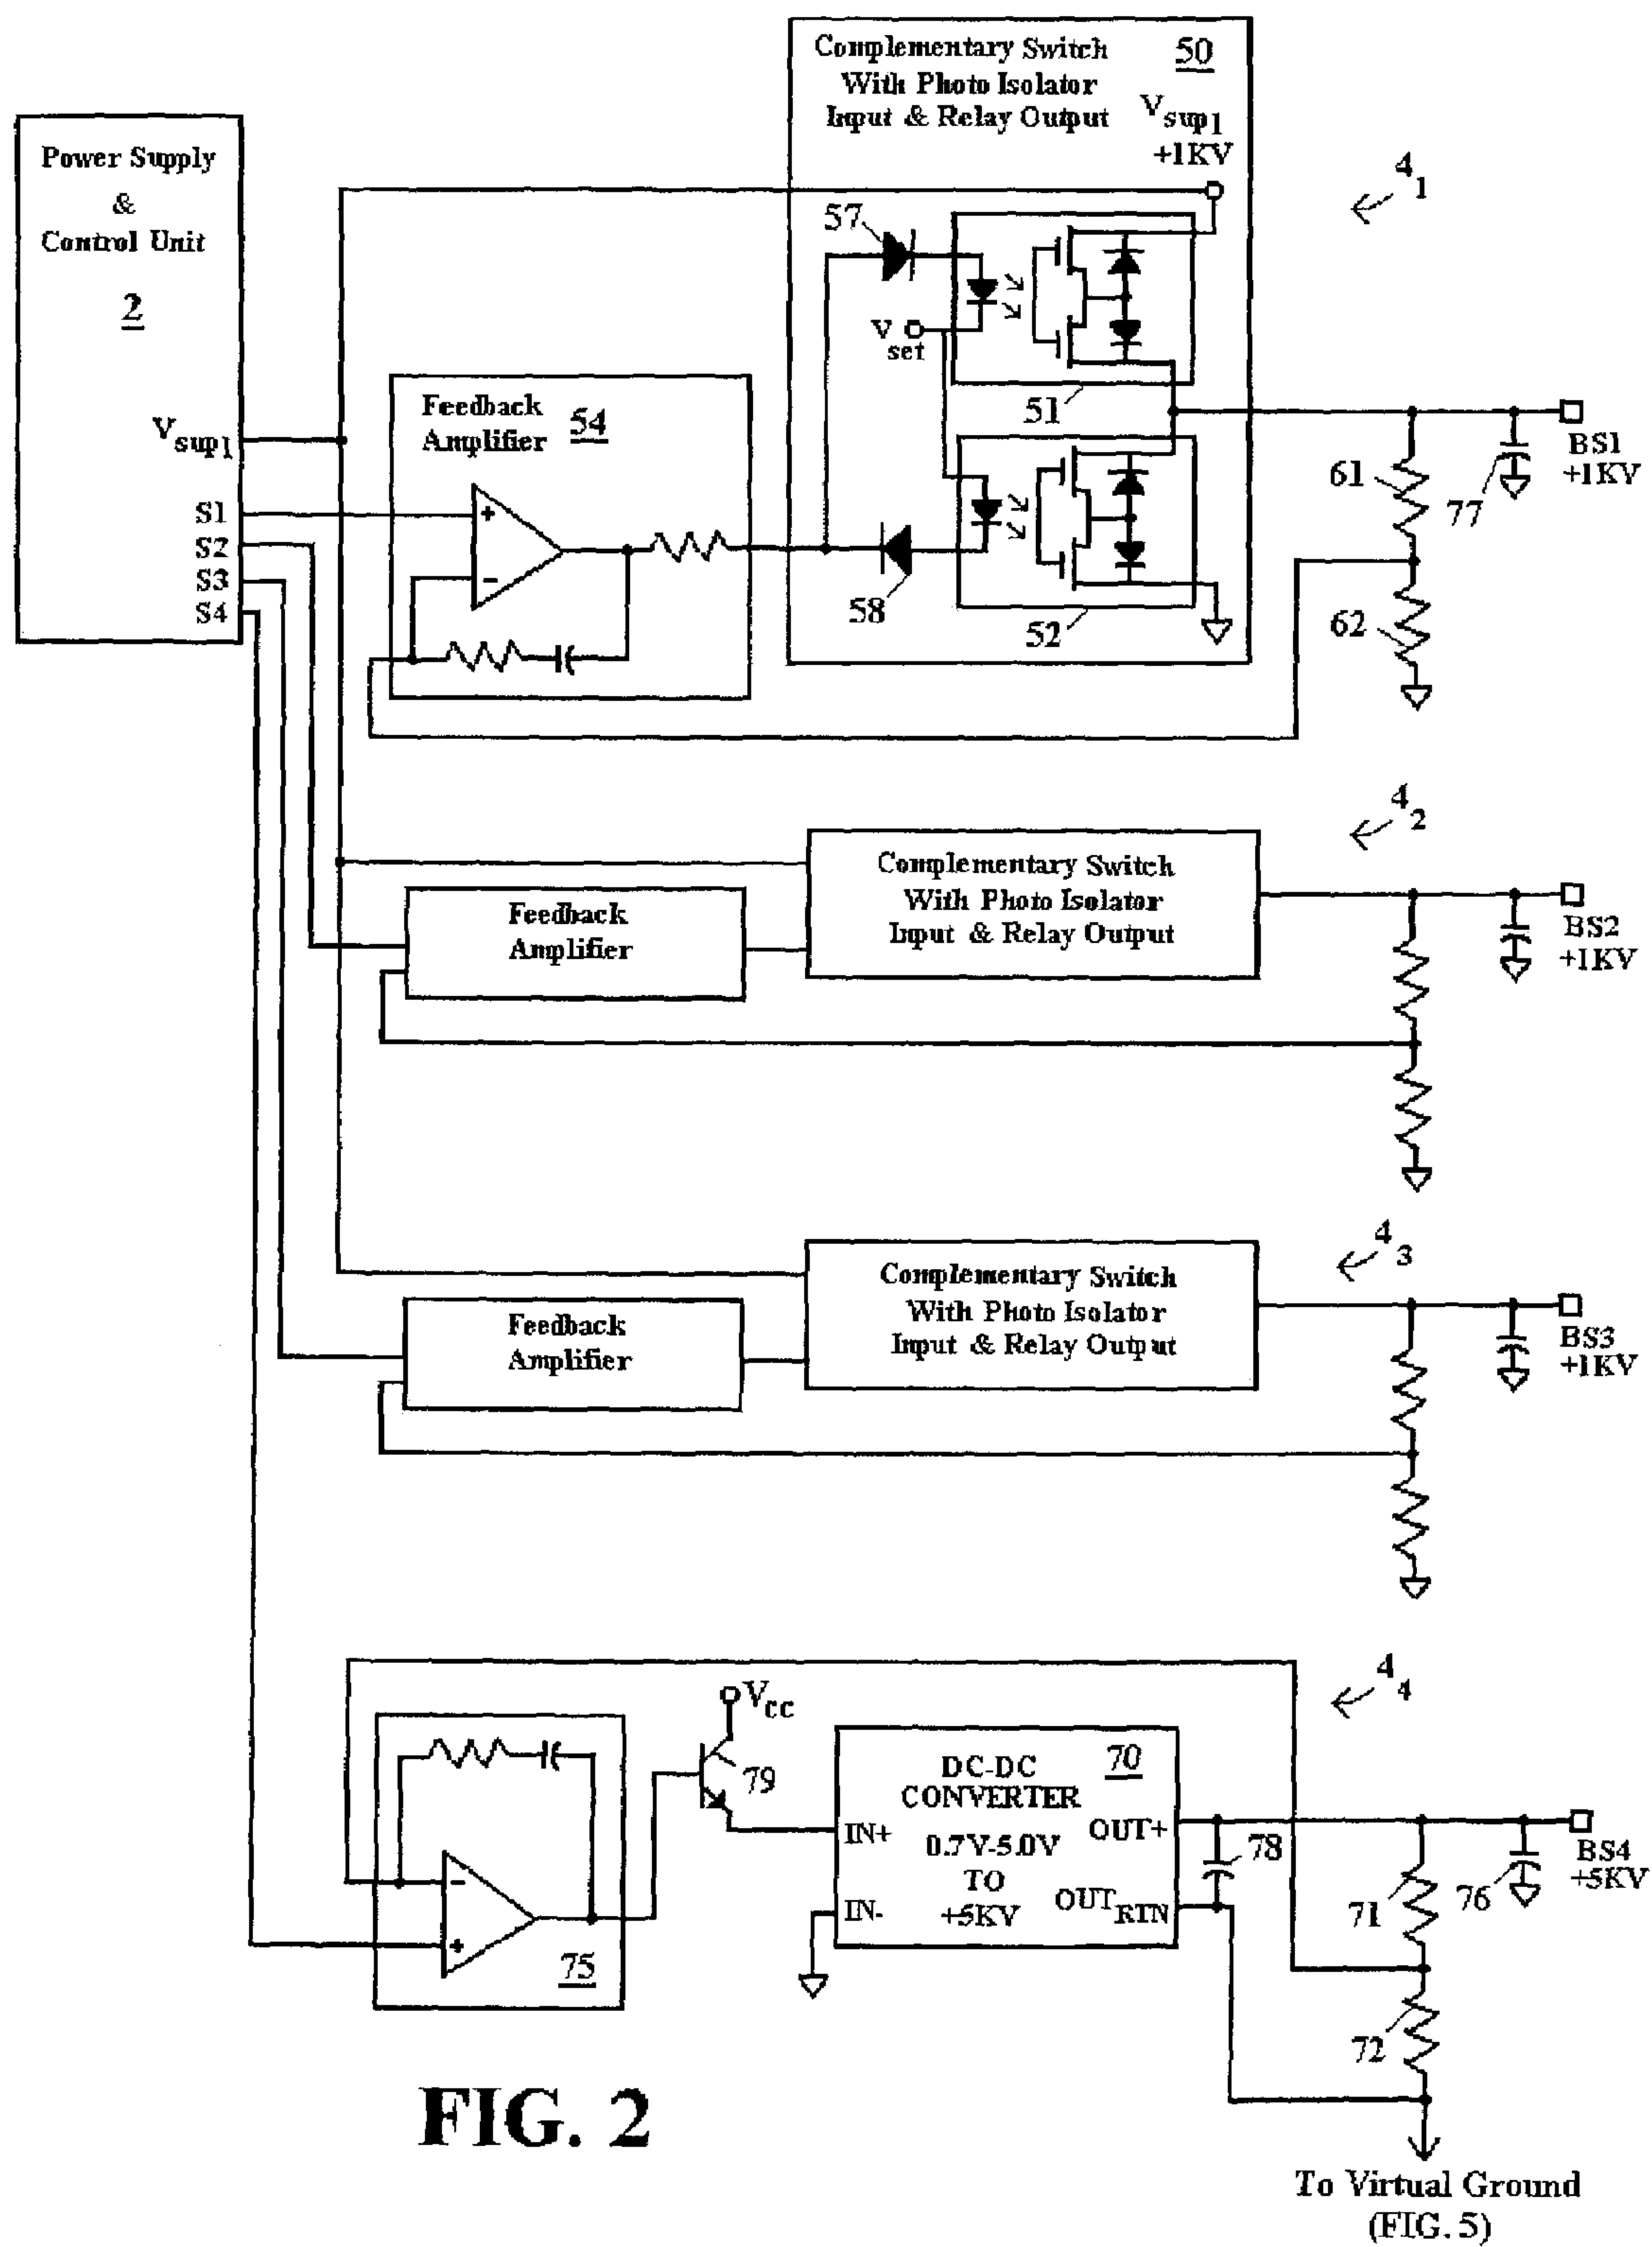 Complementary Switch
With Photo Isolator
Input & Relay Output
50
Vsup1
+1KV
Power Supply
&
Control Unit
2
Vsup1
S1
S2
S3
S4
4 1
57
Vset
51
Feedback
Amplifier
54
+
-
58
52
61
62
77
BS1
+1KV
4 2
Complementary Switch
With Photo Isolator
Input & Relay Output
Feedback
Amplifier
BS2
+1KV
4 3
Complementary Switch
With Photo Isolator
Input & Relay Output
Feedback
Amplifier
BS3
+1KV
4 4
Vcc
79
DC-DC
CONVERTER
70
0.7V-5.0V
TO
+5KV
IN+
IN-
OUT+
OUTRTN
78
71
76
BS4
+5KV
-
+
75
72
FIG. 2
To Virtual Ground
(FIG. 5)